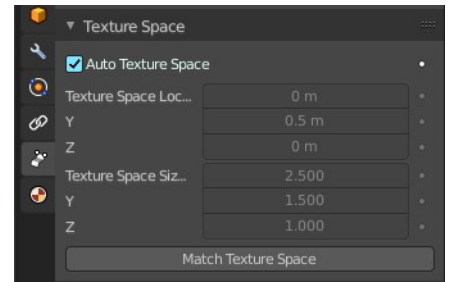 Texture Space
Auto Texture Space
Texture Space Loc... 0 m
Y 0.5 m
Z 0 m
Texture Space Siz... 2.500
Y 1.500
Z 1.000
Match Texture Space